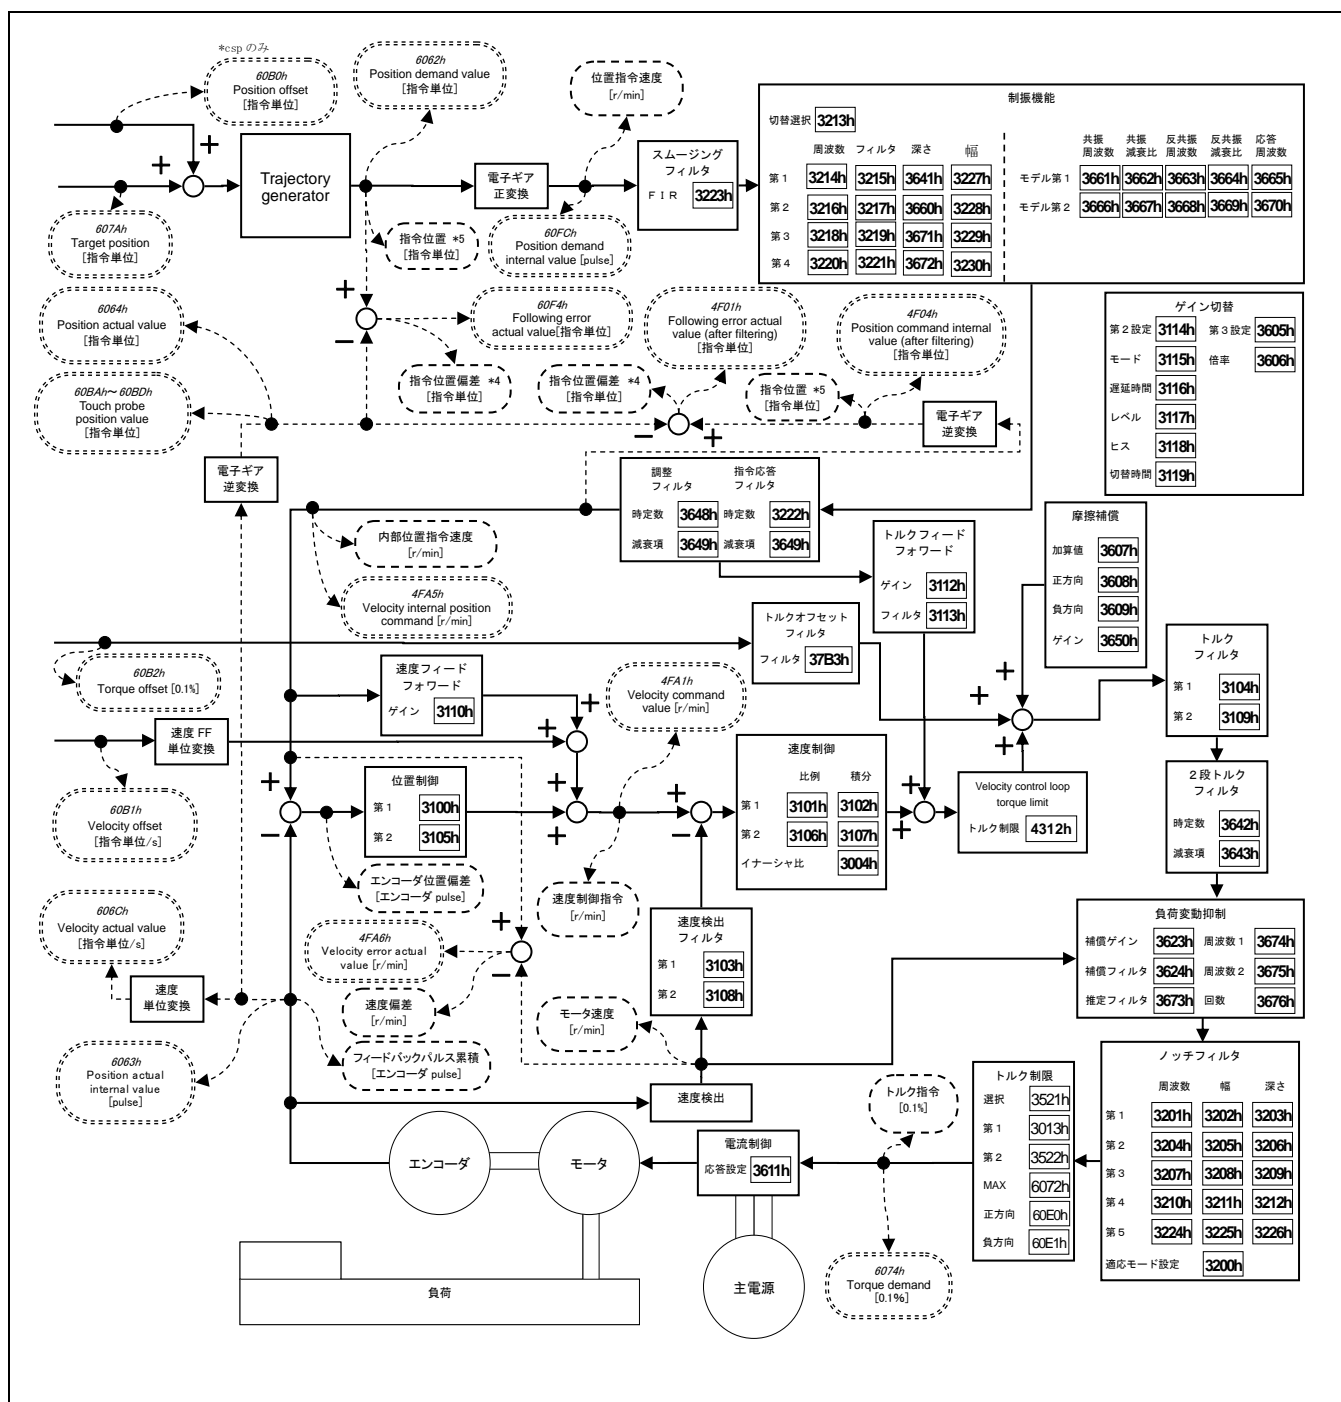 *csp のみ
60B0h
Position offset
[指令単位]
6062h
Position demand value
[指令単位]
位置指令速度
[r/min]
+
+
Trajectory
generator
電子ギア
正変換
スムージング
フィルタ
ＦＩＲ 3223h
制振機能
切替選択 3213h
周波数 フィルタ 深さ 幅
第１ 3214h 3215h 3641h 3227h
第２ 3216h 3217h 3660h 3228h
第３ 3218h 3219h 3671h 3229h
第４ 3220h 3221h 3672h 3230h
共振 共振 反共振 反共振 応答
周波数 減衰比 周波数 減衰比 周波数
モデル第１ 3661h 3662h 3663h 3664h 3665h
モデル第２ 3666h 3667h 3668h 3669h 3670h
607Ah
Target position
[指令単位]
指令位置 *5
[指令単位]
60FCh
Position demand
internal value [pulse]
6064h
Position actual value
[指令単位]
+
−
60F4h
Following error
actual value[指令単位]
4F01h
Following error actual
value (after filtering)
[指令単位]
4F04h
Position command internal
value (after filtering)
[指令単位]
ゲイン切替
第２設定 3114h 第３設定 3605h
モード 3115h 倍率 3606h
遅延時間 3116h
レベル 3117h
ヒス 3118h
切替時間 3119h
60BAh～60BDh
Touch probe
position value
[指令単位]
指令位置偏差 *4
[指令単位]
指令位置偏差 *4
[指令単位]
指令位置 *5
[指令単位]
−
+
電子ギア
逆変換
電子ギア
逆変換
調整 指令応答
フィルタ フィルタ
時定数 3648h 時定数 3222h
減衰項 3649h 減衰項 3649h
内部位置指令速度
[r/min]
4FA5h
Velocity internal position
command [r/min]
トルクフィード
フォワード
ゲイン 3112h
フィルタ 3113h
摩擦補償
加算値 3607h
正方向 3608h
負方向 3609h
ゲイン 3650h
トルクオフセット
フィルタ
フィルタ 37B3h
60B2h
Torque offset [0.1%]
速度フィード
フォワード
ゲイン 3110h
4FA1h
Velocity command
value [r/min]
トルク
フィルタ
第１ 3104h
第２ 3109h
+
+
+
速度 FF
単位変換
+
+
60B1h
Velocity offset
[指令単位/s]
+
−
位置制御
第１ 3100h
第２ 3105h
+
+
+
−
速度制御
比例 積分
第１ 3101h 3102h
第２ 3106h 3107h
イナーシャ比 3004h
+
+
Velocity control loop
torque limit
トルク制限 4312h
２段トルク
フィルタ
時定数 3642h
減衰項 3643h
エンコーダ位置偏差
[エンコーダ pulse]
速度制御指令
[r/min]
606Ch
Velocity actual value
[指令単位/s]
4FA6h
Velocity error actual
value [r/min]
+
−
速度検出
フィルタ
第１ 3103h
第２ 3108h
負荷変動抑制
補償ゲイン 3623h 周波数１ 3674h
補償フィルタ 3624h 周波数２ 3675h
推定フィルタ 3673h 回数 3676h
速度
単位変換
速度偏差
[r/min]
モータ速度
[r/min]
6063h
Position actual
internal value
[pulse]
フィードバックパルス累積
[エンコーダ pulse]
速度検出
トルク指令
[0.1%]
トルク制限
選択 3521h
第１ 3013h
第２ 3522h
MAX 6072h
正方向 60E0h
負方向 60E1h
ノッチフィルタ
周波数 幅 深さ
第１ 3201h 3202h 3203h
第２ 3204h 3205h 3206h
第３ 3207h 3208h 3209h
第４ 3210h 3211h 3212h
第５ 3224h 3225h 3226h
適応モード設定 3200h
エンコーダ
モータ
電流制御
応答設定 3611h
6074h
Torque demand
[0.1%]
主電源
負荷